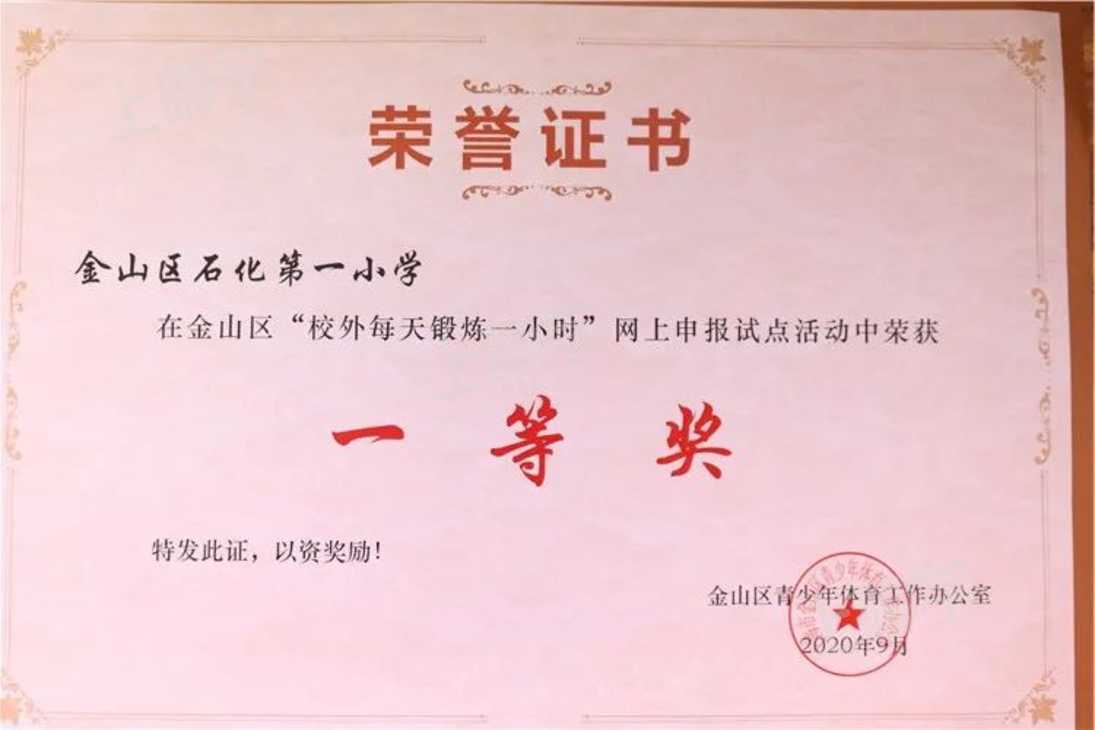 荣誉证书
金山区石化第一小学
在金山区“校外每天锻炼一小时”网上申报试点活动中荣获
一等奖
特发此证，以资奖励！
金山区青少年体育工作办公室
2020年9月